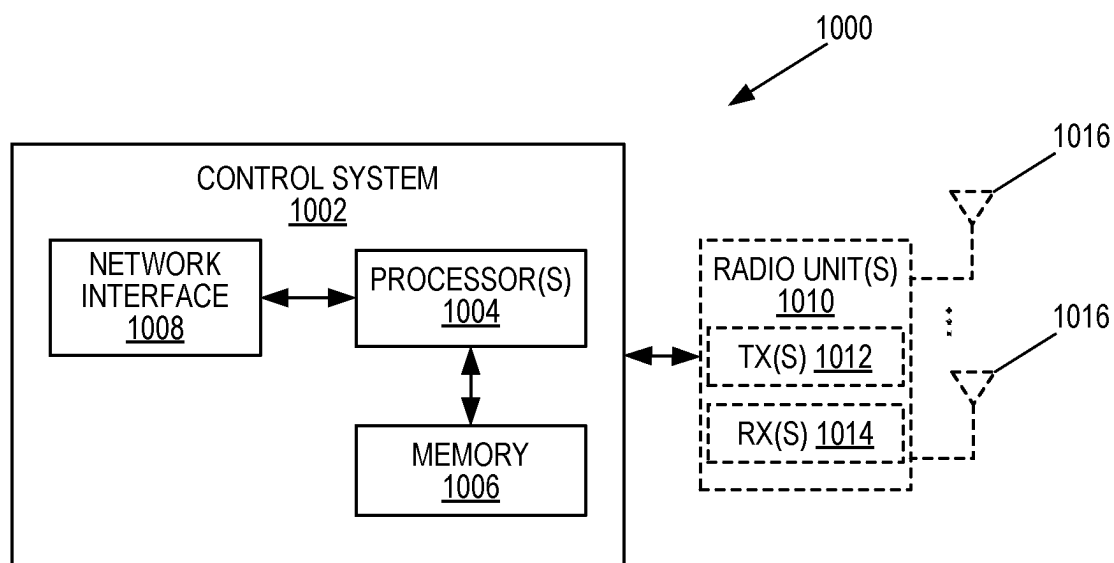 1000
1016
CONTROL SYSTEM
1002
NETWORK
INTERFACE
1008
PROCESSOR(S)
1004
MEMORY
1006
RADIO UNIT(S)
1010
TX(S) 1012
RX(S) 1014
1016